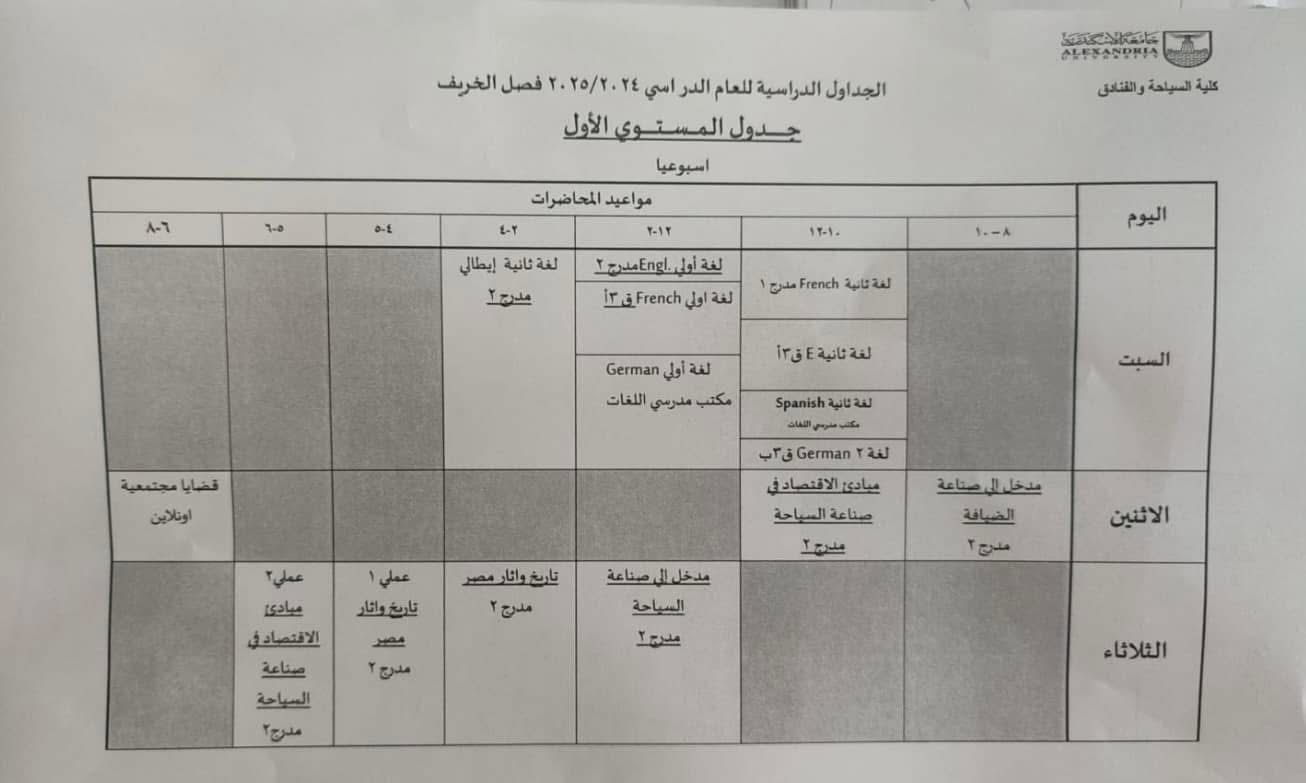 جامعة الإسكندرية
ALEXANDRIA
UNIVERSITY
كلية السياحة والفنادق
الجداول الدراسية للعام الدراسي ٢٠٢٥/٢٠٢٤ فصل الخريف
جـــدول المــســتـــوي الأول
اسبوعيا
اليوم
مواعيد المحاضرات
٨-١٠
١٠-١٢
١٢-٢
٢-٤
٤-٥
٥-٦
٦-٨
السبت
لغة ثانية French مدرج ١
لغة ثانية E ق٣أ
لغة ثانية Spanish
مكتب مدرسي اللغات
لغة ٢ German ق٣ب
لغة أولي .Engl مدرج ٢
لغة اولي French ق ٣أ
لغة أولي German
مكتب مدرسي اللغات
لغة ثانية إيطالي
مدرج ٢
الاثنين
مدخل إلى صناعة
الضيافة
مدرج ٢
مبادئ الاقتصاد في
صناعة السياحة
مدرج ٢
قضايا مجتمعية
اونلاين
الثلاثاء
مدخل إلي صناعة
السياحة
مدرج ٢
تاريخ واثار مصر
مدرج ٢
عملي ١
تاريخ واثار
مصر
مدرج ٢
عملي٢
مبادئ
الاقتصاد في
صناعة
السياحة
مدرج٢